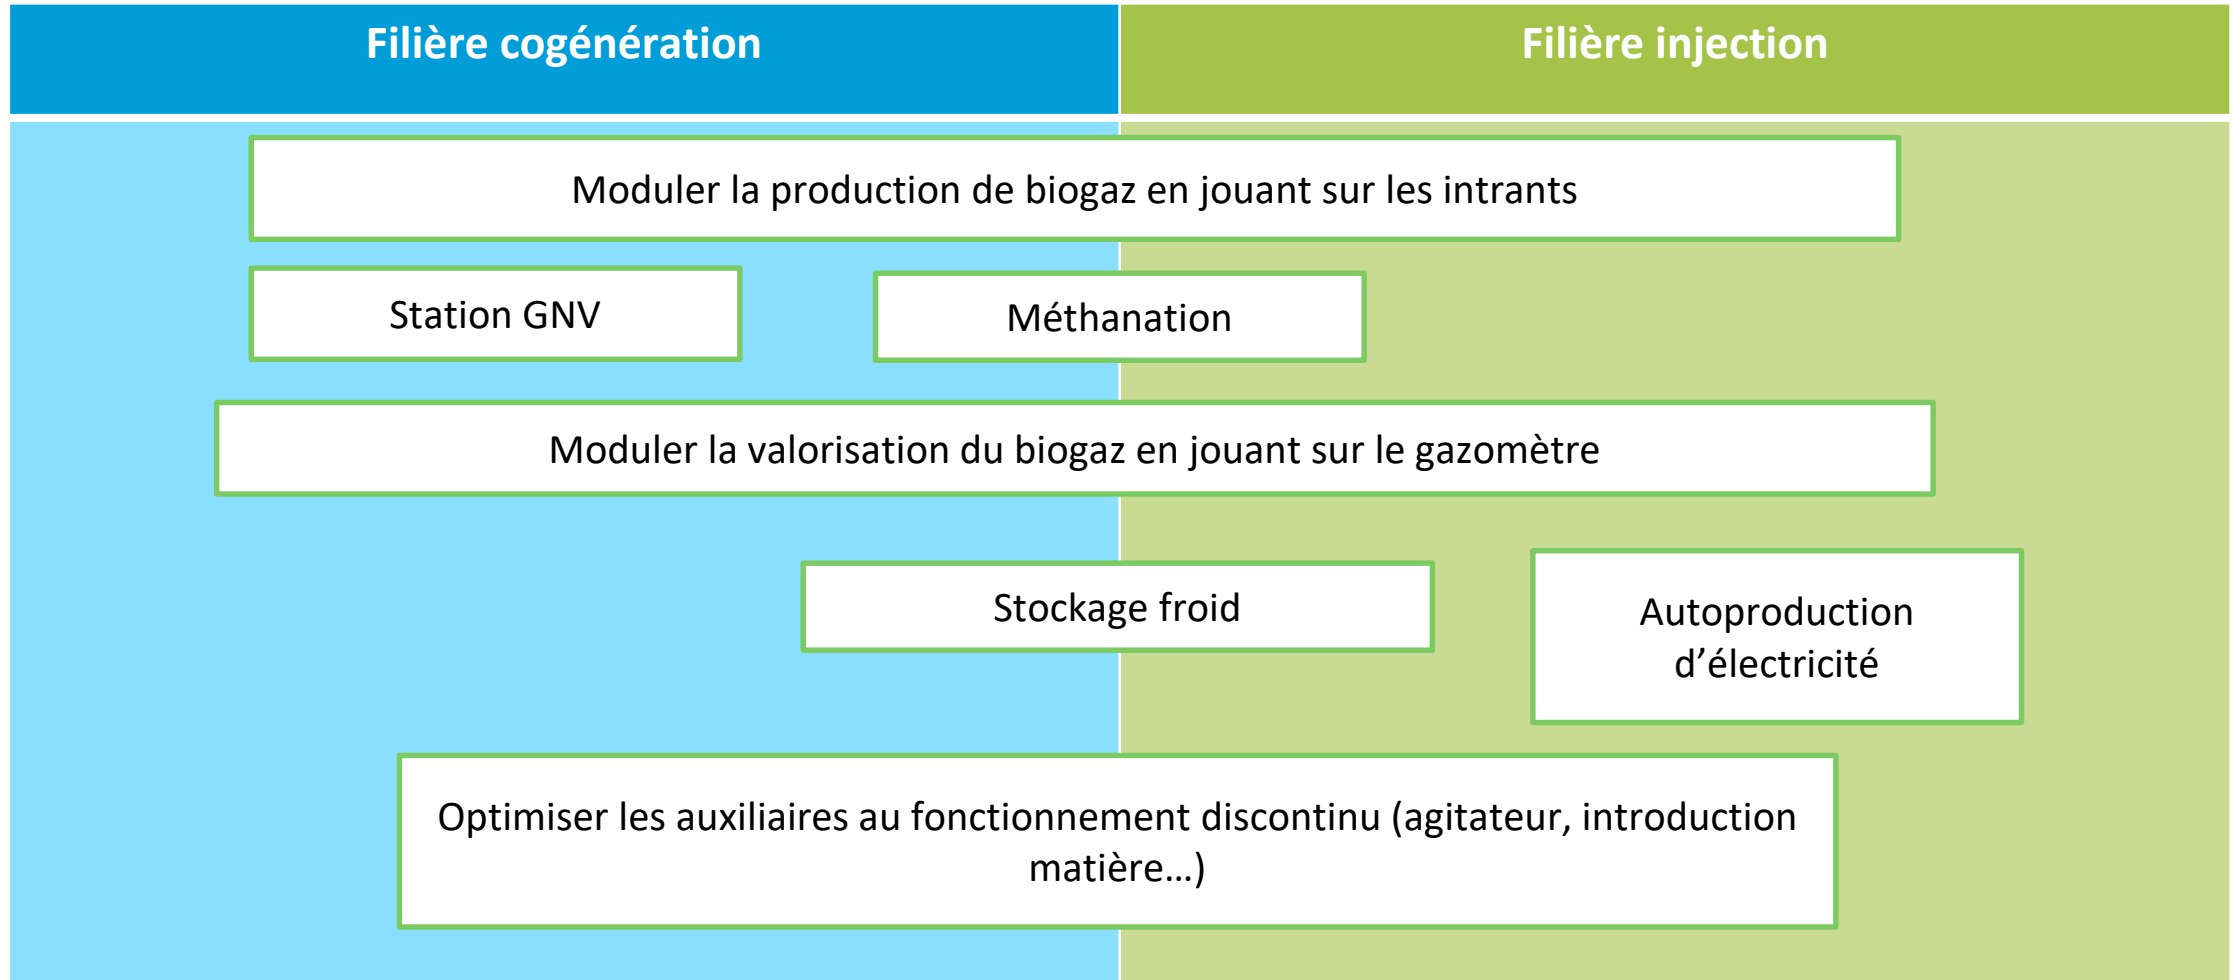 Filière cogénération
Filière injection
Moduler la production de biogaz en jouant sur les intrants
Station GNV
Méthanation
Moduler la valorisation du biogaz en jouant sur le gazomètre
Stockage froid
Autoproduction
d’électricité
Optimiser les auxiliaires au fonctionnement discontinu (agitateur, introduction
matière…)